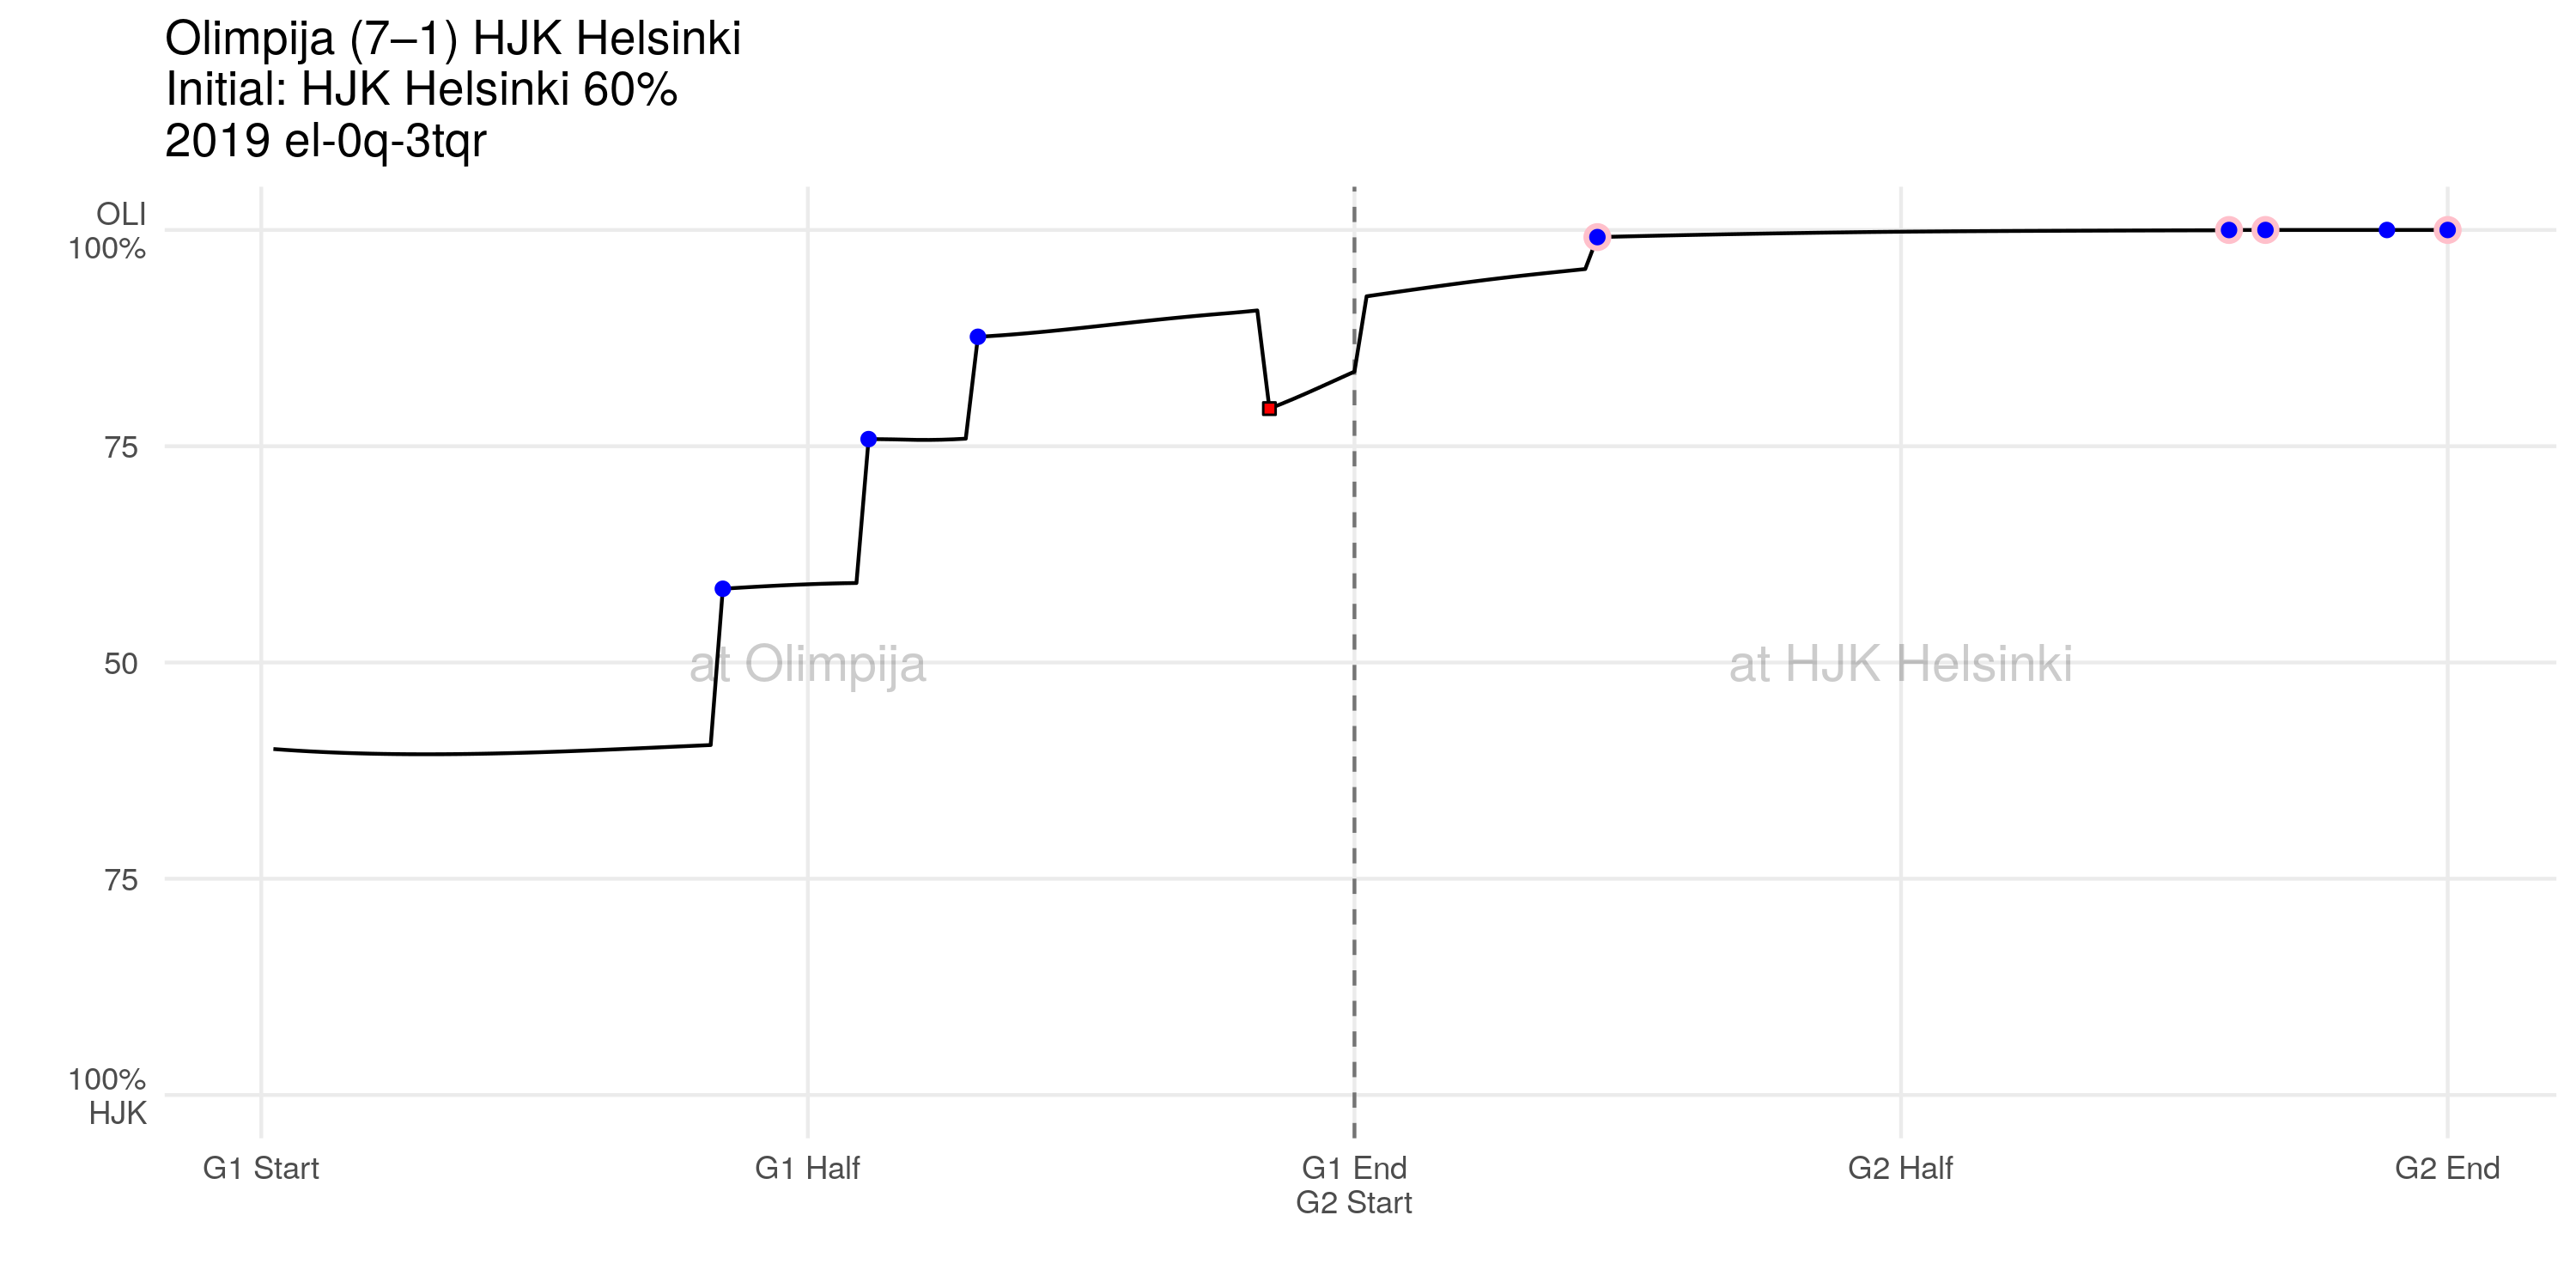 Olimpija (7–1) HJK Helsinki
Initial: HJK Helsinki 60%
2019 el-0q-3tqr
OLI
100%
75
50
75
100%
HJK
at Olimpija
at HJK Helsinki
G1 Start
G1 Half
G1 End
G2 Start
G2 Half
G2 End